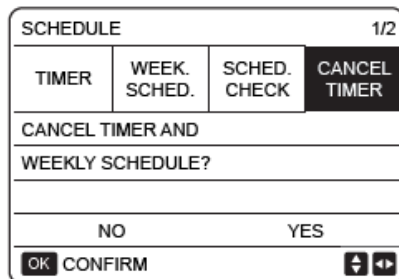 SCHEDULE 1/2
TIMER WEEK. SCHED. SCHED. CHECK CANCEL TIMER
CANCEL TIMER AND
WEEKLY SCHEDULE?
NO YES
OK CONFIRM